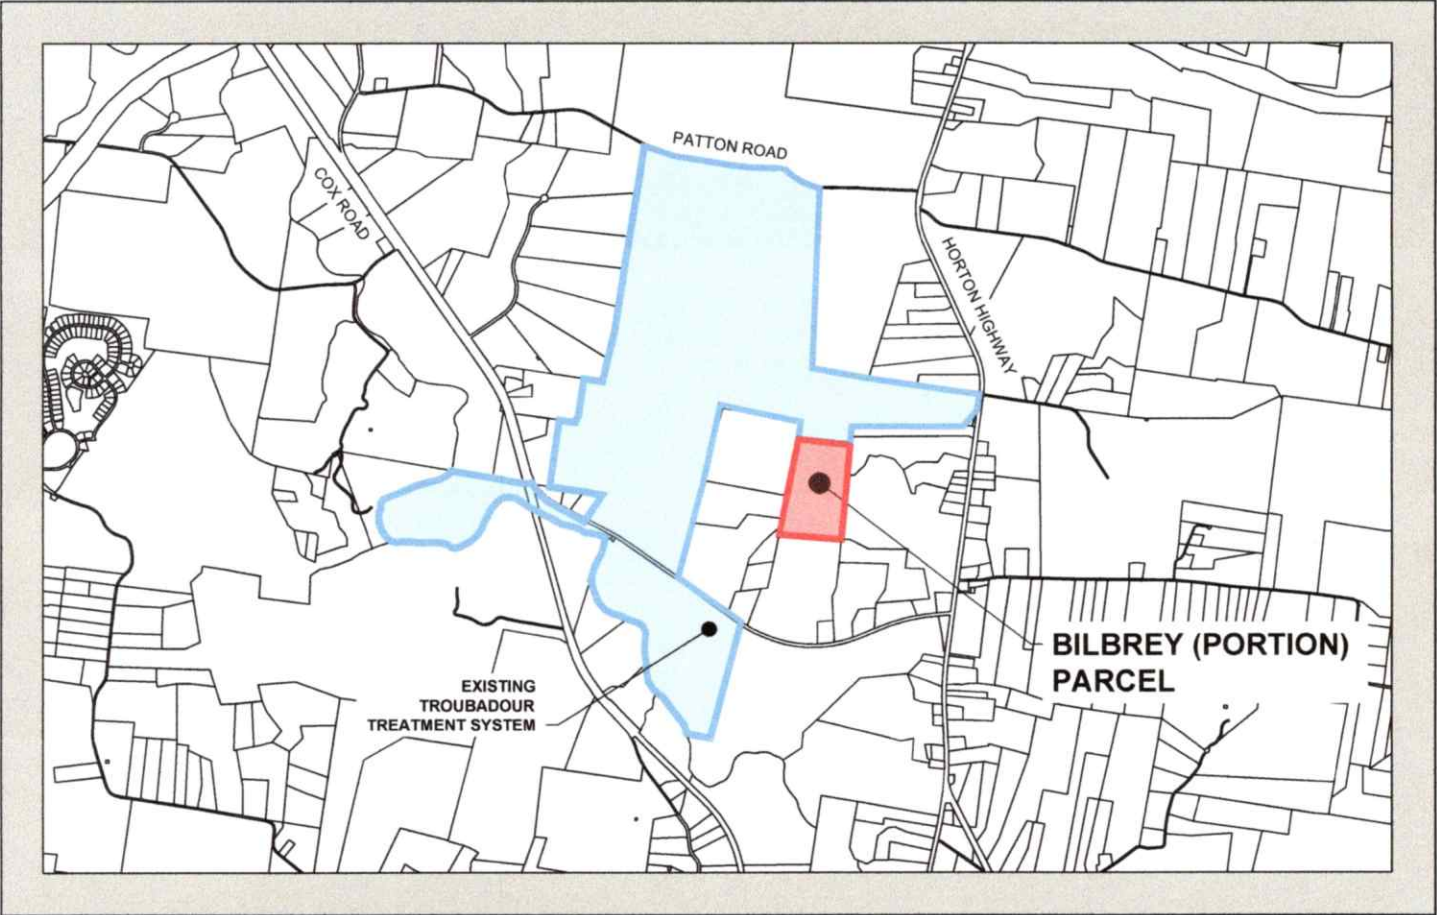 PATTON ROAD
COX ROAD
HORTON HIGHWAY
BILBREY (PORTION)
PARCEL
EXISTING
TROUBADOUR
TREATMENT SYSTEM